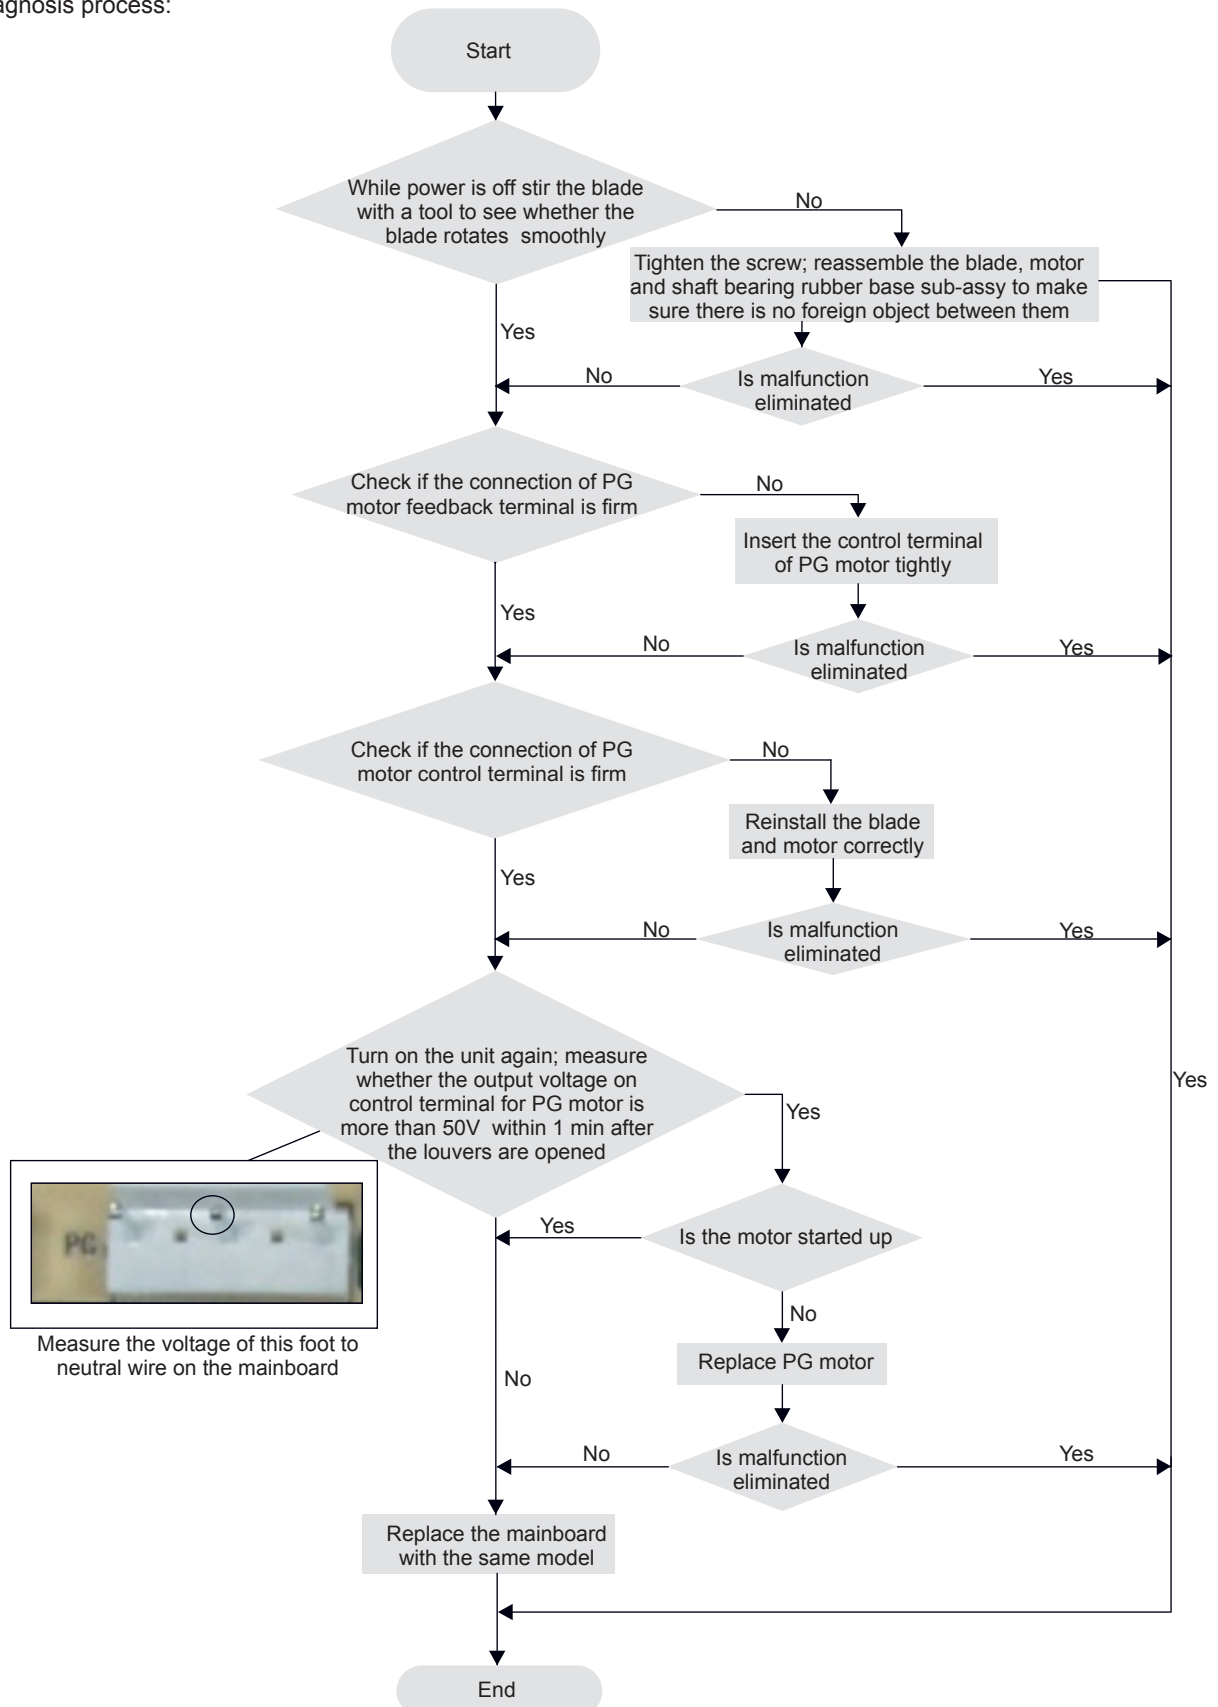 agnosis process:
Start
While power is off stir the blade
with a tool to see whether the
blade rotates smoothly
No
Tighten the screw; reassemble the blade, motor
and shaft bearing rubber base sub-assy to make
sure there is no foreign object between them
Yes
No
Is malfunction
eliminated
Yes
Check if the connection of PG
motor feedback terminal is firm
No
Insert the control terminal
of PG motor tightly
Yes
No
Is malfunction
eliminated
Yes
Check if the connection of PG
motor control terminal is firm
No
Reinstall the blade
and motor correctly
Yes
No
Is malfunction
eliminated
Yes
Turn on the unit again; measure
whether the output voltage on
control terminal for PG motor is
more than 50V within 1 min after
the louvers are opened
Yes
Yes
PG
Measure the voltage of this foot to
neutral wire on the mainboard
Yes
Is the motor started up
No
Replace PG motor
No
No
Is malfunction
eliminated
Yes
Replace the mainboard
with the same model
End